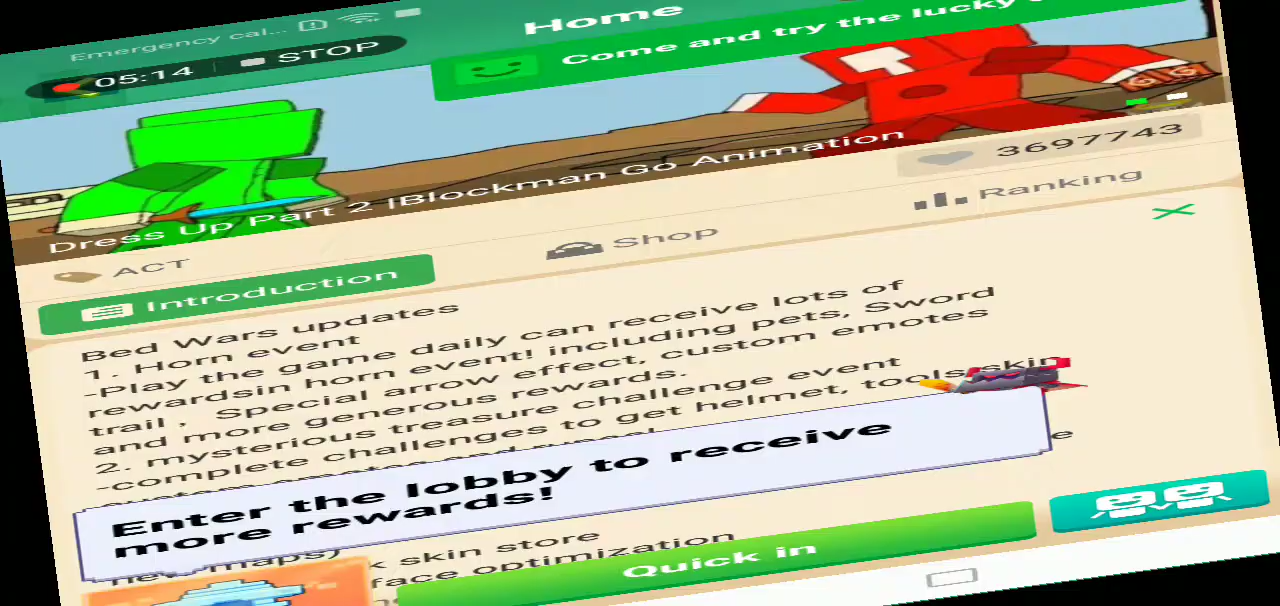 Emergency cal...
05:14 STOP
Home
Come and try the lucky
Dress Up Part 2 |Blockman Go Animation
3697743
ACT
Shop
Ranking
Introduction
Bed Wars updates
1. Horn event
-Play the game daily can receive lots of
rewardsin horn event! including pets, Sword
trail , Special arrow effect, custom emotes
and more generous rewards.
2. mysterious treasure challenge event
-complete challenges to get helmet, tools skin
Enter the lobby to receive
more rewards!
new maps)
skin store
face optimization
Quick in